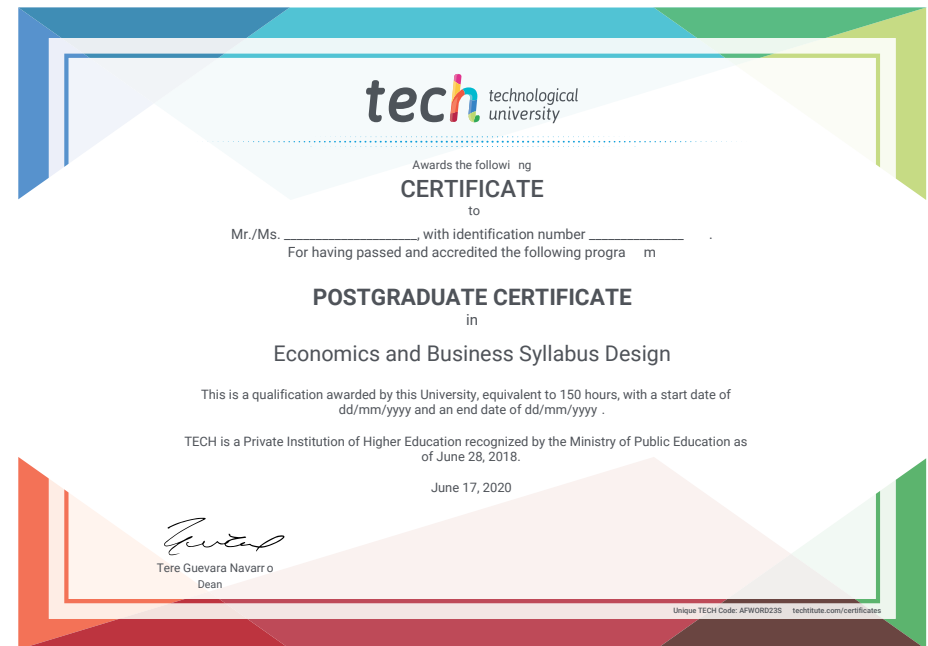 tech technological
university
Awards the followi ng
CERTIFICATE
to
Mr./Ms. ____________________, with identification number ______________ .
For having passed and accredited the following progra m
POSTGRADUATE CERTIFICATE
in
Economics and Business Syllabus Design
This is a qualification awarded by this University, equivalent to 150 hours, with a start date of
dd/mm/yyyy and an end date of dd/mm/yyyy .
TECH is a Private Institution of Higher Education recognized by the Ministry of Public Education as
of June 28, 2018.
June 17, 2020
Tere Guevara Navarr o
Dean
Unique TECH Code: AFWORD23S techtitute.com/certificates